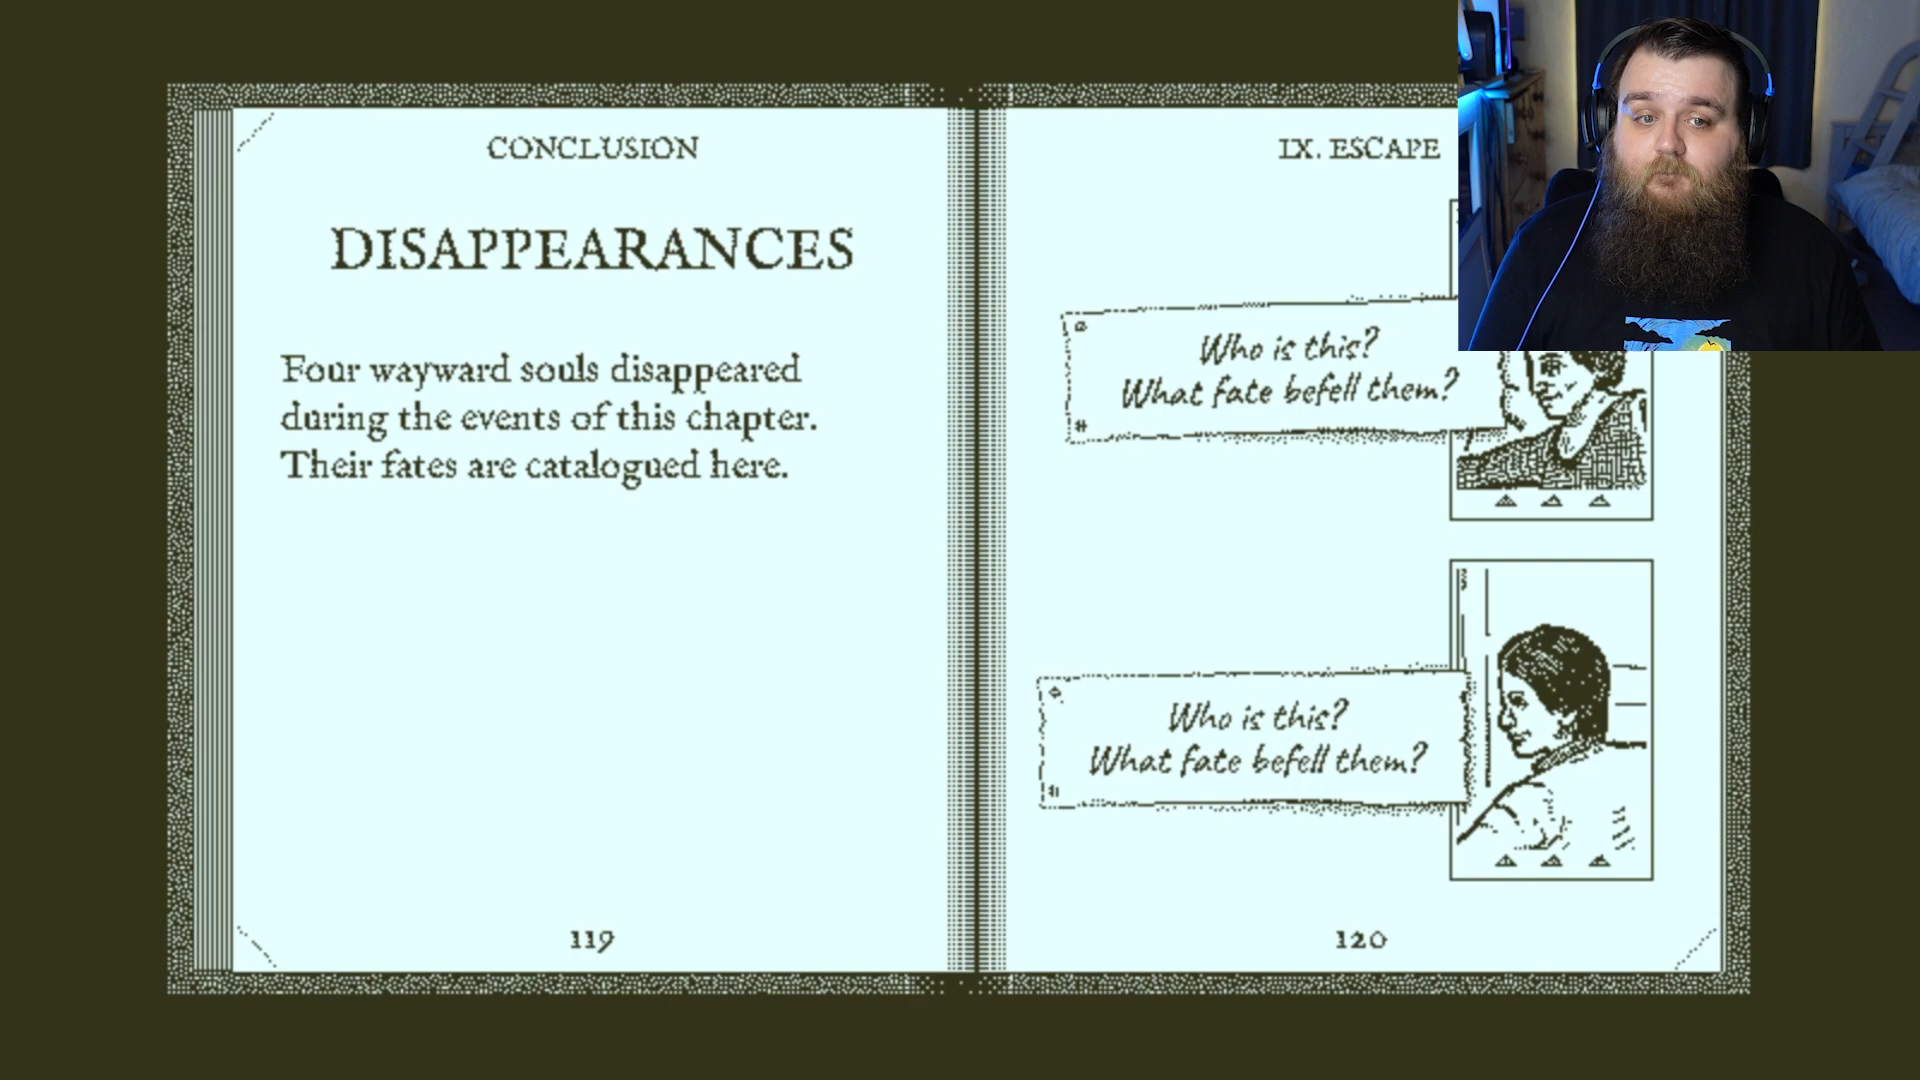 CONCLUSION
DISAPPEARANCES
Four wayward souls disappeared
during the events of this chapter.
Their fates are catalogued here.
119
IX. ESCAPE
Who is this?
What fate befell them?
Who is this?
What fate befell them?
120